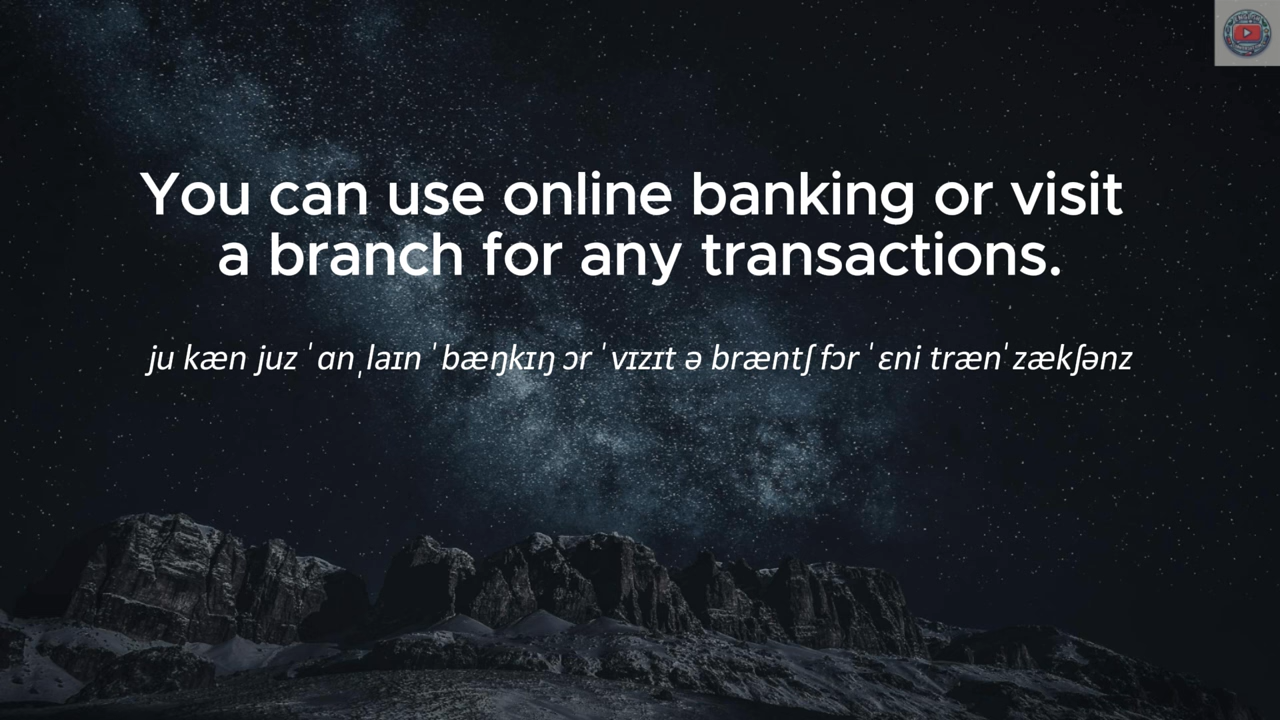 You can use online banking or visit
a branch for any transactions.
ju kæn juz ˈɑnˌlaɪn ˈbæŋkɪŋ ɔr ˈvɪzɪt ə bræntʃ fɔr ˈɛni trænˈzækʃənz